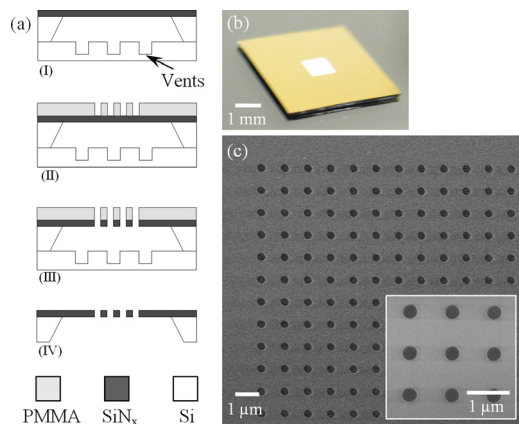 (a)
(I)
Vents
(II)
(III)
(IV)
PMMA SiNx Si
(b)
1 mm
(c)
1 μm
1 μm